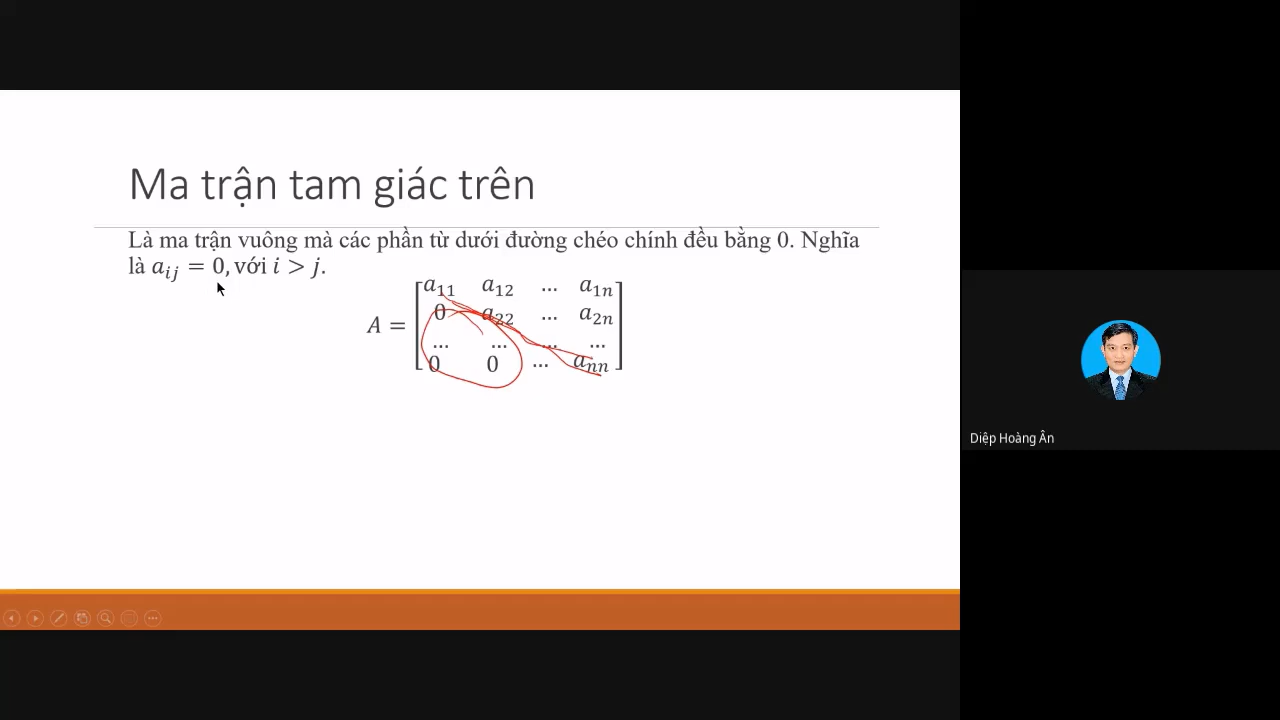 Ma trận tam giác trên
Là ma trận vuông mà các phần tử dưới đường chéo chính đều bằng 0. Nghĩa
là aᵢⱼ = 0, với i > j.
a₁₁ a₁₂ … a₁ₙ
0 a₂₂ … a₂ₙ
A =
… … … …
0 0 … aₙₙ
Diệp Hoàng Ân